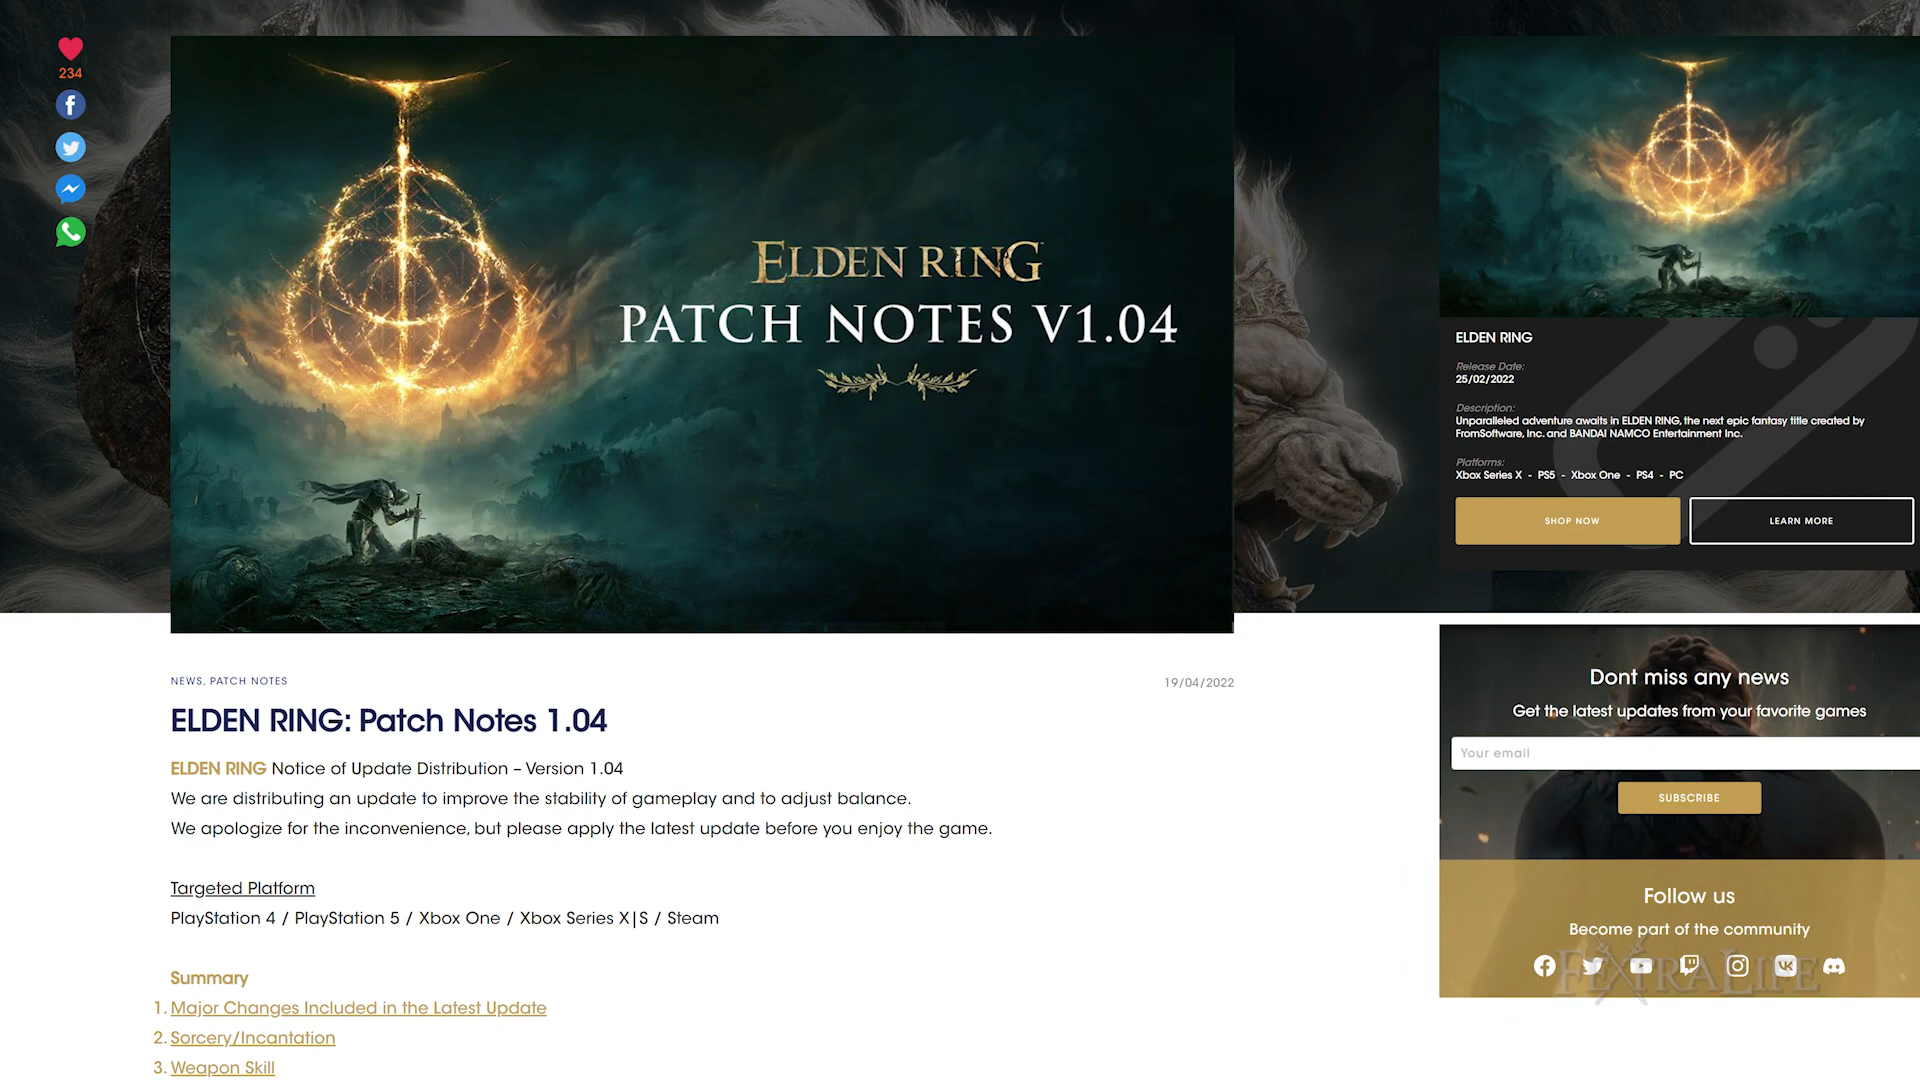 234
ELDEN RING
PATCH NOTES V1.04
NEWS, PATCH NOTES
19/04/2022
ELDEN RING: Patch Notes 1.04
ELDEN RING Notice of Update Distribution – Version 1.04
We are distributing an update to improve the stability of gameplay and to adjust balance.
We apologize for the inconvenience, but please apply the latest update before you enjoy the game.
Targeted Platform
PlayStation 4 / PlayStation 5 / Xbox One / Xbox Series X|S / Steam
Summary
1. Major Changes Included in the Latest Update
2. Sorcery/Incantation
3. Weapon Skill
ELDEN RING
Release Date:
25/02/2022
Description:
Unparalleled adventure awaits in ELDEN RING, the next epic fantasy title created by
FromSoftware, Inc. and BANDAI NAMCO Entertainment Inc.
Platforms:
Xbox Series X - PS5 - Xbox One - PS4 - PC
SHOP NOW
LEARN MORE
Dont miss any news
Get the latest updates from your favorite games
Your email
SUBSCRIBE
Follow us
Become part of the community
FEXTRALIFE